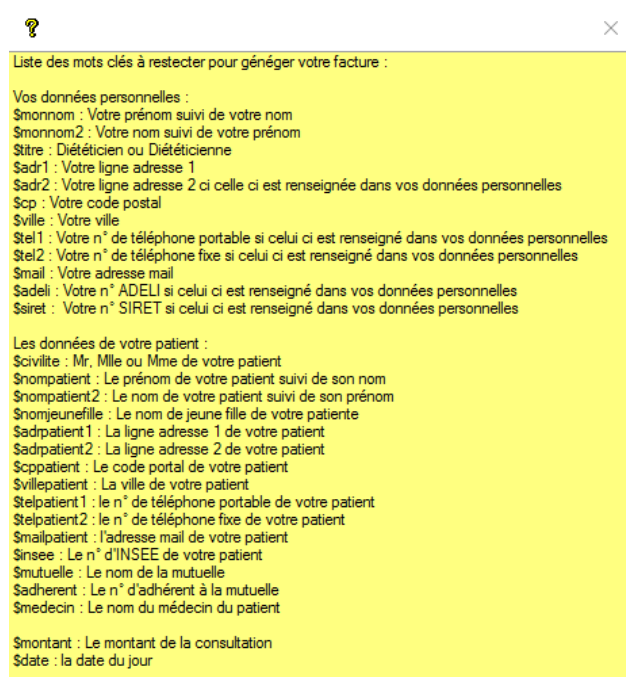 Liste des mots clés à restecter pour généger votre facture :
Vos données personnelles :
$monnom : Votre prénom suivi de votre nom
$monnom2 : Votre nom suivi de votre prénom
$titre : Diététicien ou Diététicienne
$adr1 : Votre ligne adresse 1
$adr2 : Votre ligne adresse 2 ci celle ci est renseignée dans vos données personnelles
$cp : Votre code postal
$ville : Votre ville
$tel1 : Votre n° de téléphone portable si celui ci est renseigné dans vos données personnelles
$tel2 : Votre n° de téléphone fixe si celui ci est renseigné dans vos données personnelles
$mail : Votre adresse mail
$adeli : Votre n° ADELI si celui ci est renseigné dans vos données personnelles
$siret :  Votre n° SIRET si celui ci est renseigné dans vos données personnelles
Les données de votre patient :
$civilite : Mr, Mlle ou Mme de votre patient
$nompatient : Le prénom de votre patient suivi de son nom
$nompatient2 : Le nom de votre patient suivi de son prénom
$nomjeunefille : Le nom de jeune fille de votre patiente
$adrpatient1 : La ligne adresse 1 de votre patient
$adrpatient2 : La ligne adresse 2 de votre patient
$cppatient : Le code portal de votre patient
$villepatient : La ville de votre patient
$telpatient1 : le n° de téléphone portable de votre patient
$telpatient2 : le n° de téléphone fixe de votre patient
$mailpatient : l'adresse mail de votre patient
$insee : Le n° d'INSEE de votre patient
$mutuelle : Le nom de la mutuelle
$adherent : Le n° d'adhérent à la mutuelle
$medecin : Le nom du médecin du patient
$montant : Le montant de la consultation
$date : la date du jour